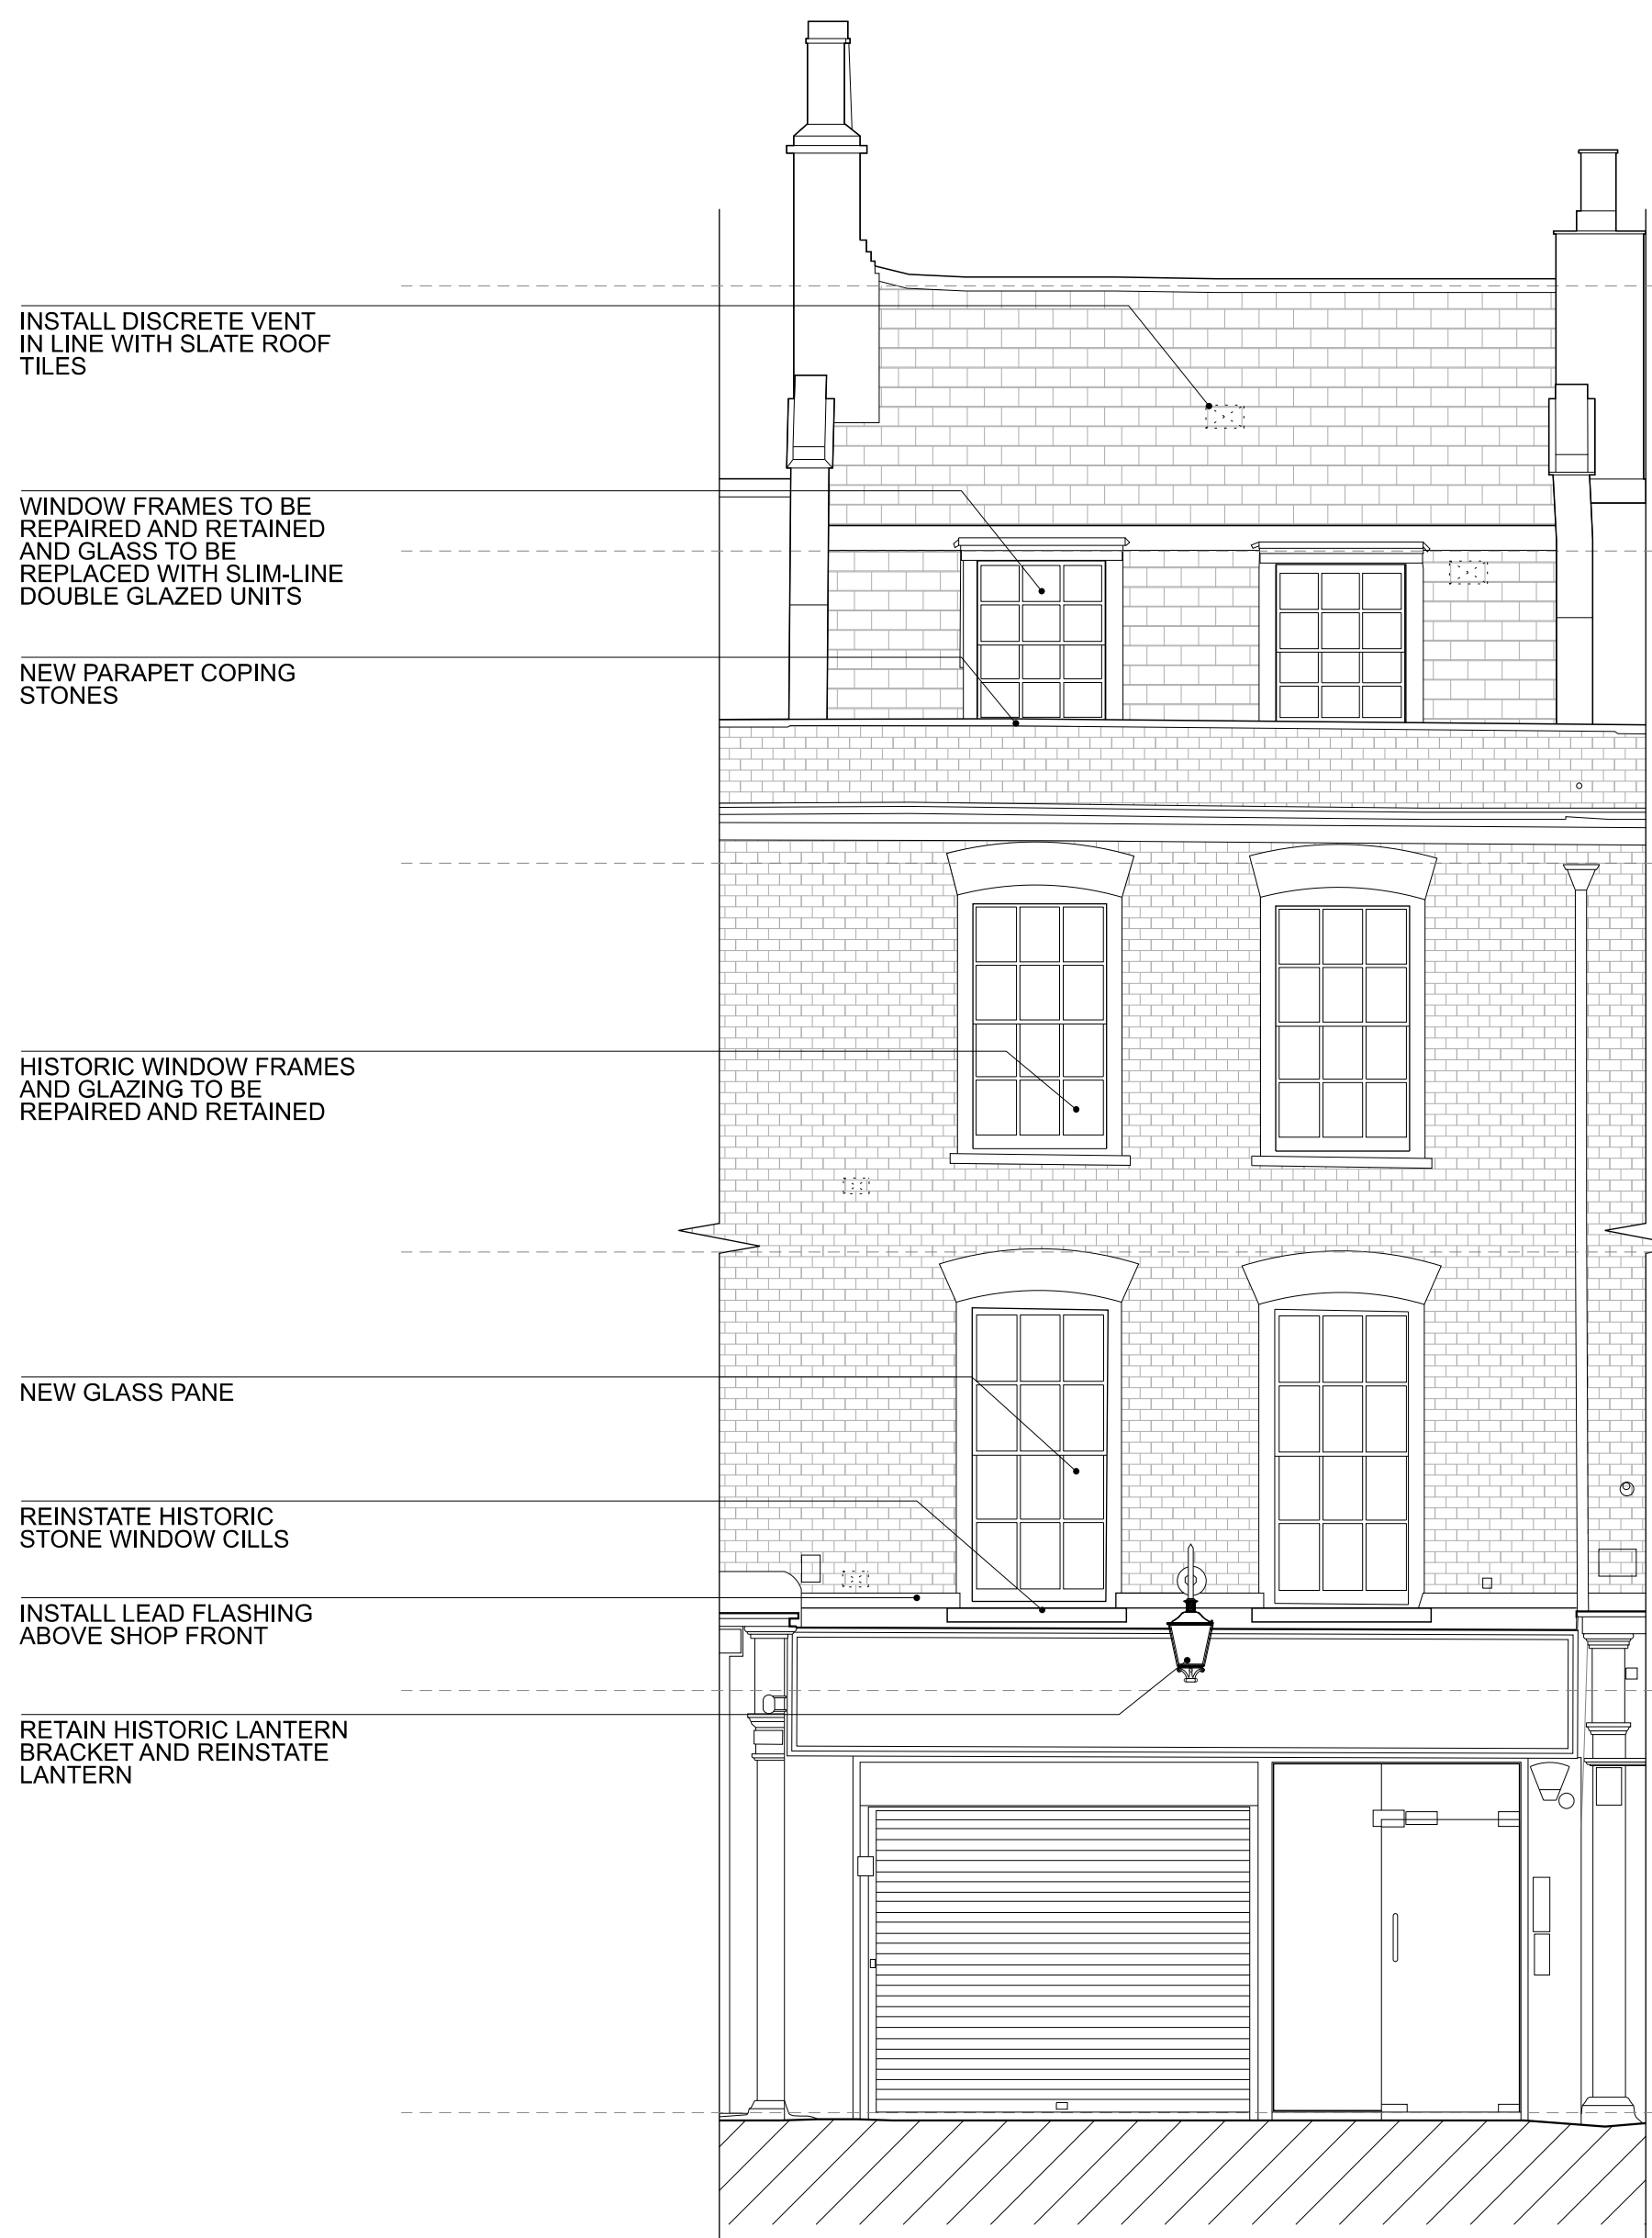 INSTALL DISCRETE VENT
IN LINE WITH SLATE ROOF
TILES
WINDOW FRAMES TO BE
REPAIRED AND RETAINED
AND GLASS TO BE
REPLACED WITH SLIM-LINE
DOUBLE GLAZED UNITS
NEW PARAPET COPING
STONES
HISTORIC WINDOW FRAMES
AND GLAZING TO BE
REPAIRED AND RETAINED
NEW GLASS PANE
REINSTATE HISTORIC
STONE WINDOW CILLS
INSTALL LEAD FLASHING
ABOVE SHOP FRONT
RETAIN HISTORIC LANTERN
BRACKET AND REINSTATE
LANTERN